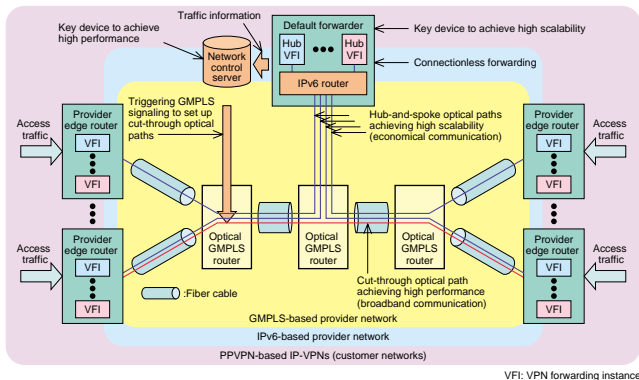 Key device to achieve
high performance
Traffic information
Default forwarder
Hub
VFI
Hub
VFI
IPv6 router
Network
control
server
Key device to achieve high scalability
Connectionless forwarding
Provider
edge router
VFI
VFI
Access
traffic
Triggering GMPLS
signaling to set up
cut-through optical
paths
Hub-and-spoke optical paths
achieving high scalability
(economical communication)
Provider
edge router
VFI
VFI
Access
traffic
Provider
edge router
VFI
VFI
Access
traffic
Optical
GMPLS
router
Optical
GMPLS
router
Optical
GMPLS
router
Provider
edge router
VFI
VFI
Access
traffic
Cut-through optical path
achieving high performance
(broadband communication)
:Fiber cable
GMPLS-based provider network
IPv6-based provider network
PPVPN-based IP-VPNs (customer networks)
VFI: VPN forwarding instance